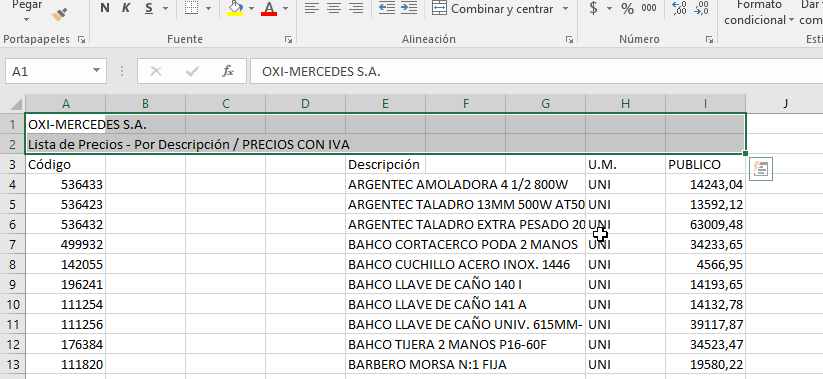 Pegar N K S A Combinar y centrar $ % 000 Formato Dar
condicional como
Portapapeles Fuente Alineación Número Esti
A1 fx OXI-MERCEDES S.A.
A B C D E F G H I J
1 OXI-MERCEDES S.A.
2 Lista de Precios - Por Descripción / PRECIOS CON IVA
3 Código Descripción U.M. PUBLICO
4 536433 ARGENTEC AMOLADORA 4 1/2 800W UNI 14243,04
5 536423 ARGENTEC TALADRO 13MM 500W AT50 UNI 13592,12
6 536432 ARGENTEC TALADRO EXTRA PESADO 20 UNI 63009,48
7 499932 BAHCO CORTACERCO PODA 2 MANOS UNI 34233,65
8 142055 BAHCO CUCHILLO ACERO INOX. 1446 UNI 4566,95
9 196241 BAHCO LLAVE DE CAÑO 140 I UNI 14193,65
10 111254 BAHCO LLAVE DE CAÑO 141 A UNI 14132,78
11 111256 BAHCO LLAVE DE CAÑO UNIV. 615MM- UNI 39117,87
12 176384 BAHCO TIJERA 2 MANOS P16-60F UNI 34523,47
13 111820 BARBERO MORSA N:1 FIJA UNI 19580,22